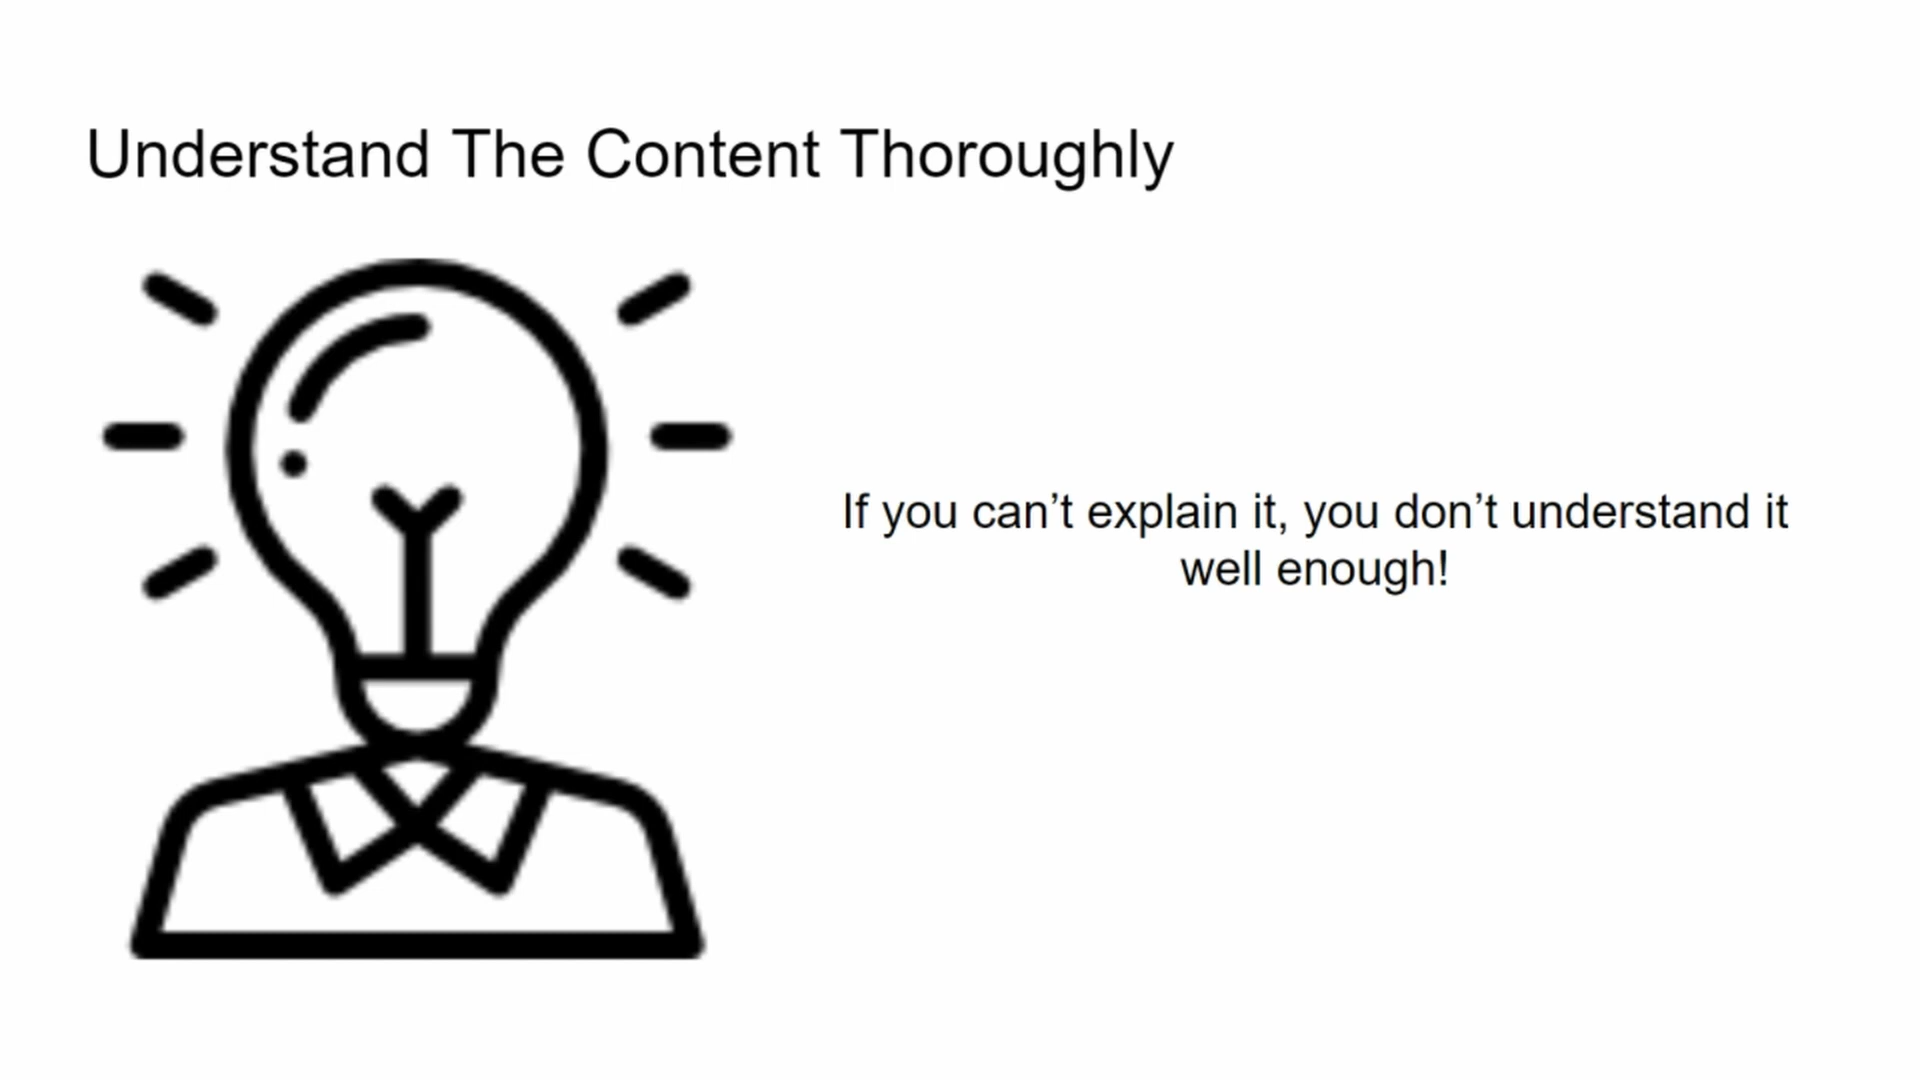 Understand The Content Thoroughly
If you can’t explain it, you don’t understand it
well enough!